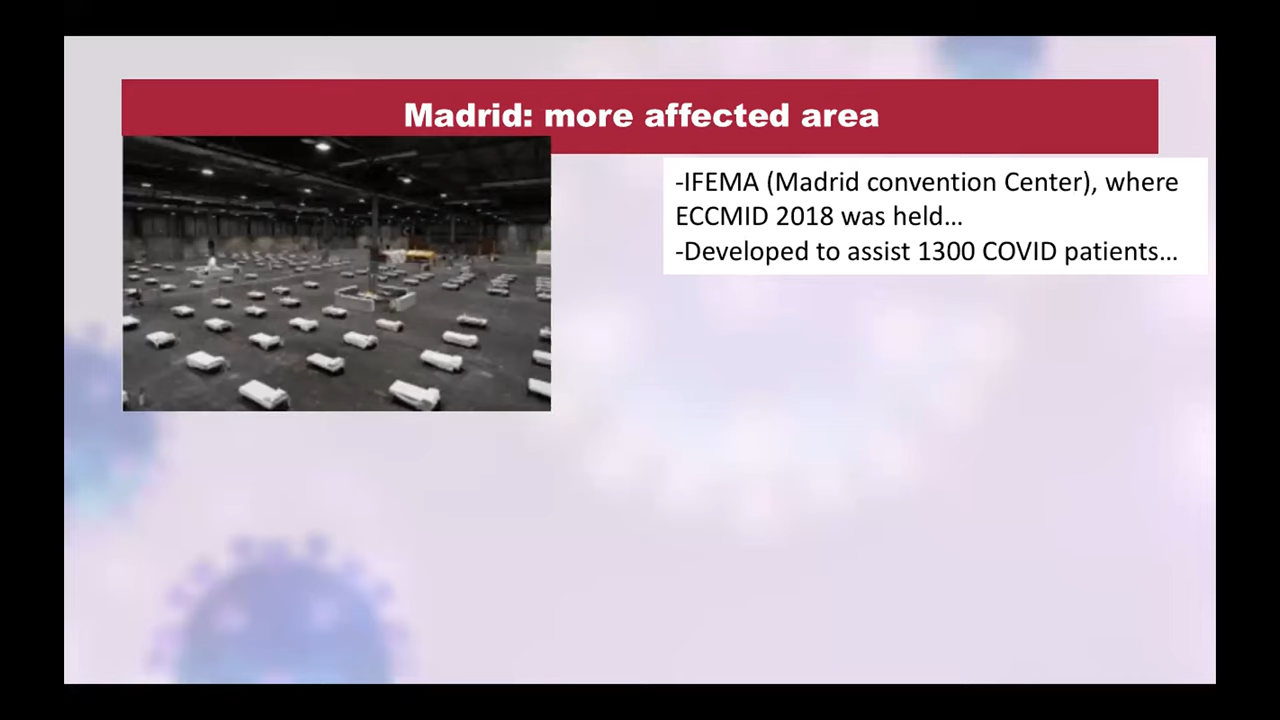 Madrid: more affected area
-IFEMA (Madrid convention Center), where
ECCMID 2018 was held…
-Developed to assist 1300 COVID patients…